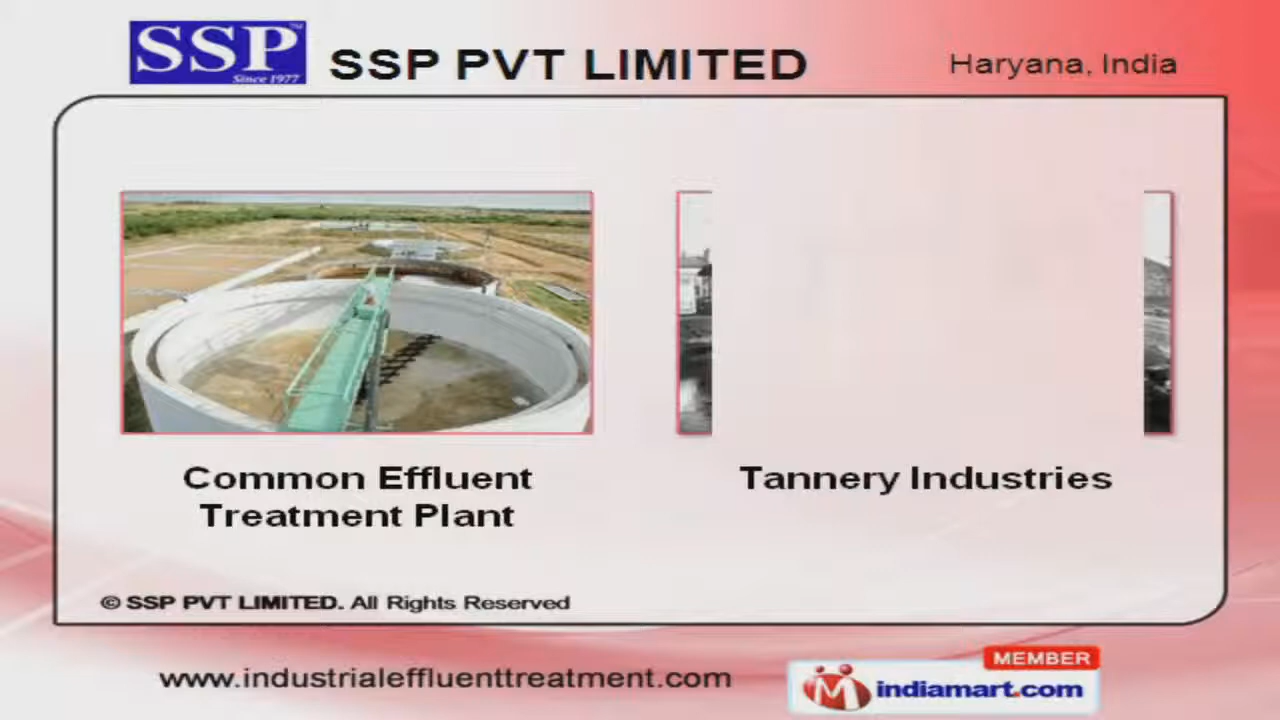 SSP
TM
Since 1977
SSP PVT LIMITED
Haryana, India
Common Effluent
Treatment Plant
Tannery Industries
© SSP PVT LIMITED. All Rights Reserved
www.industrialeffluenttreatment.com
MEMBER
indiamart.com